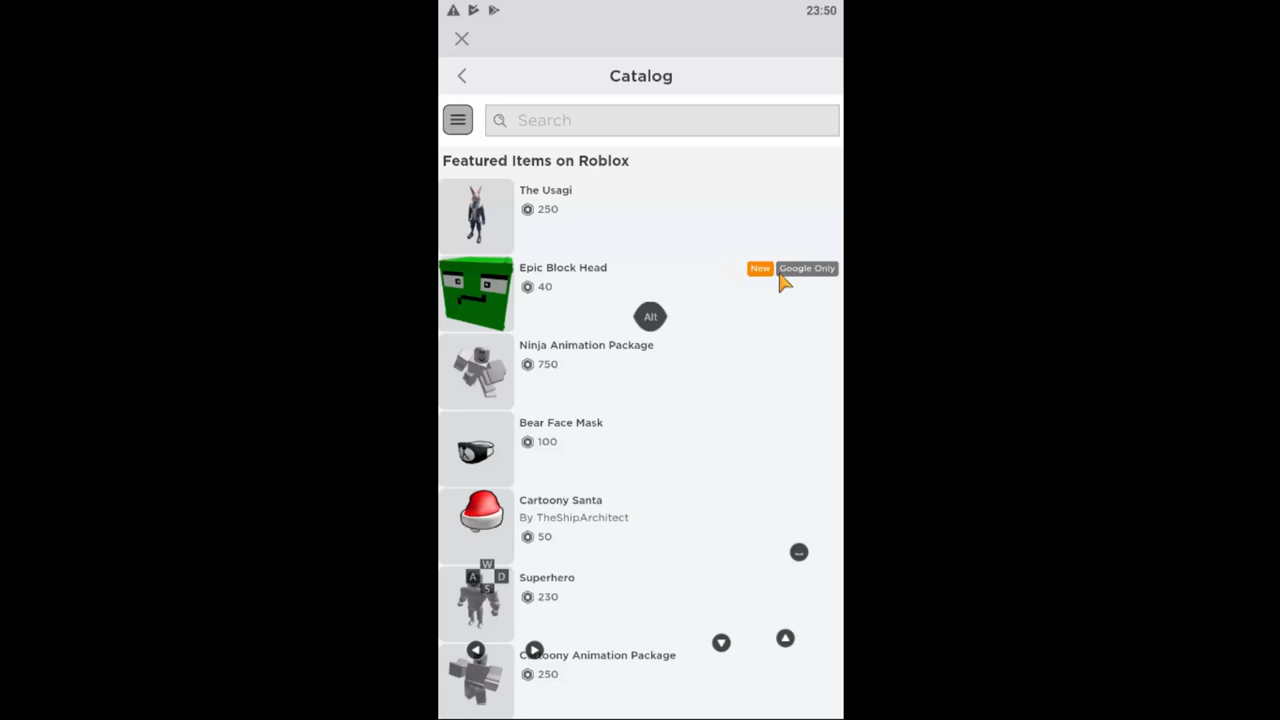 23:50
Catalog
Search
Featured Items on Roblox
The Usagi
250
Epic Block Head
New
Google Only
40
Alt
Ninja Animation Package
750
Bear Face Mask
100
Cartoony Santa
By TheShipArchitect
50
W
A
D
S
Superhero
230
Cartoony Animation Package
250